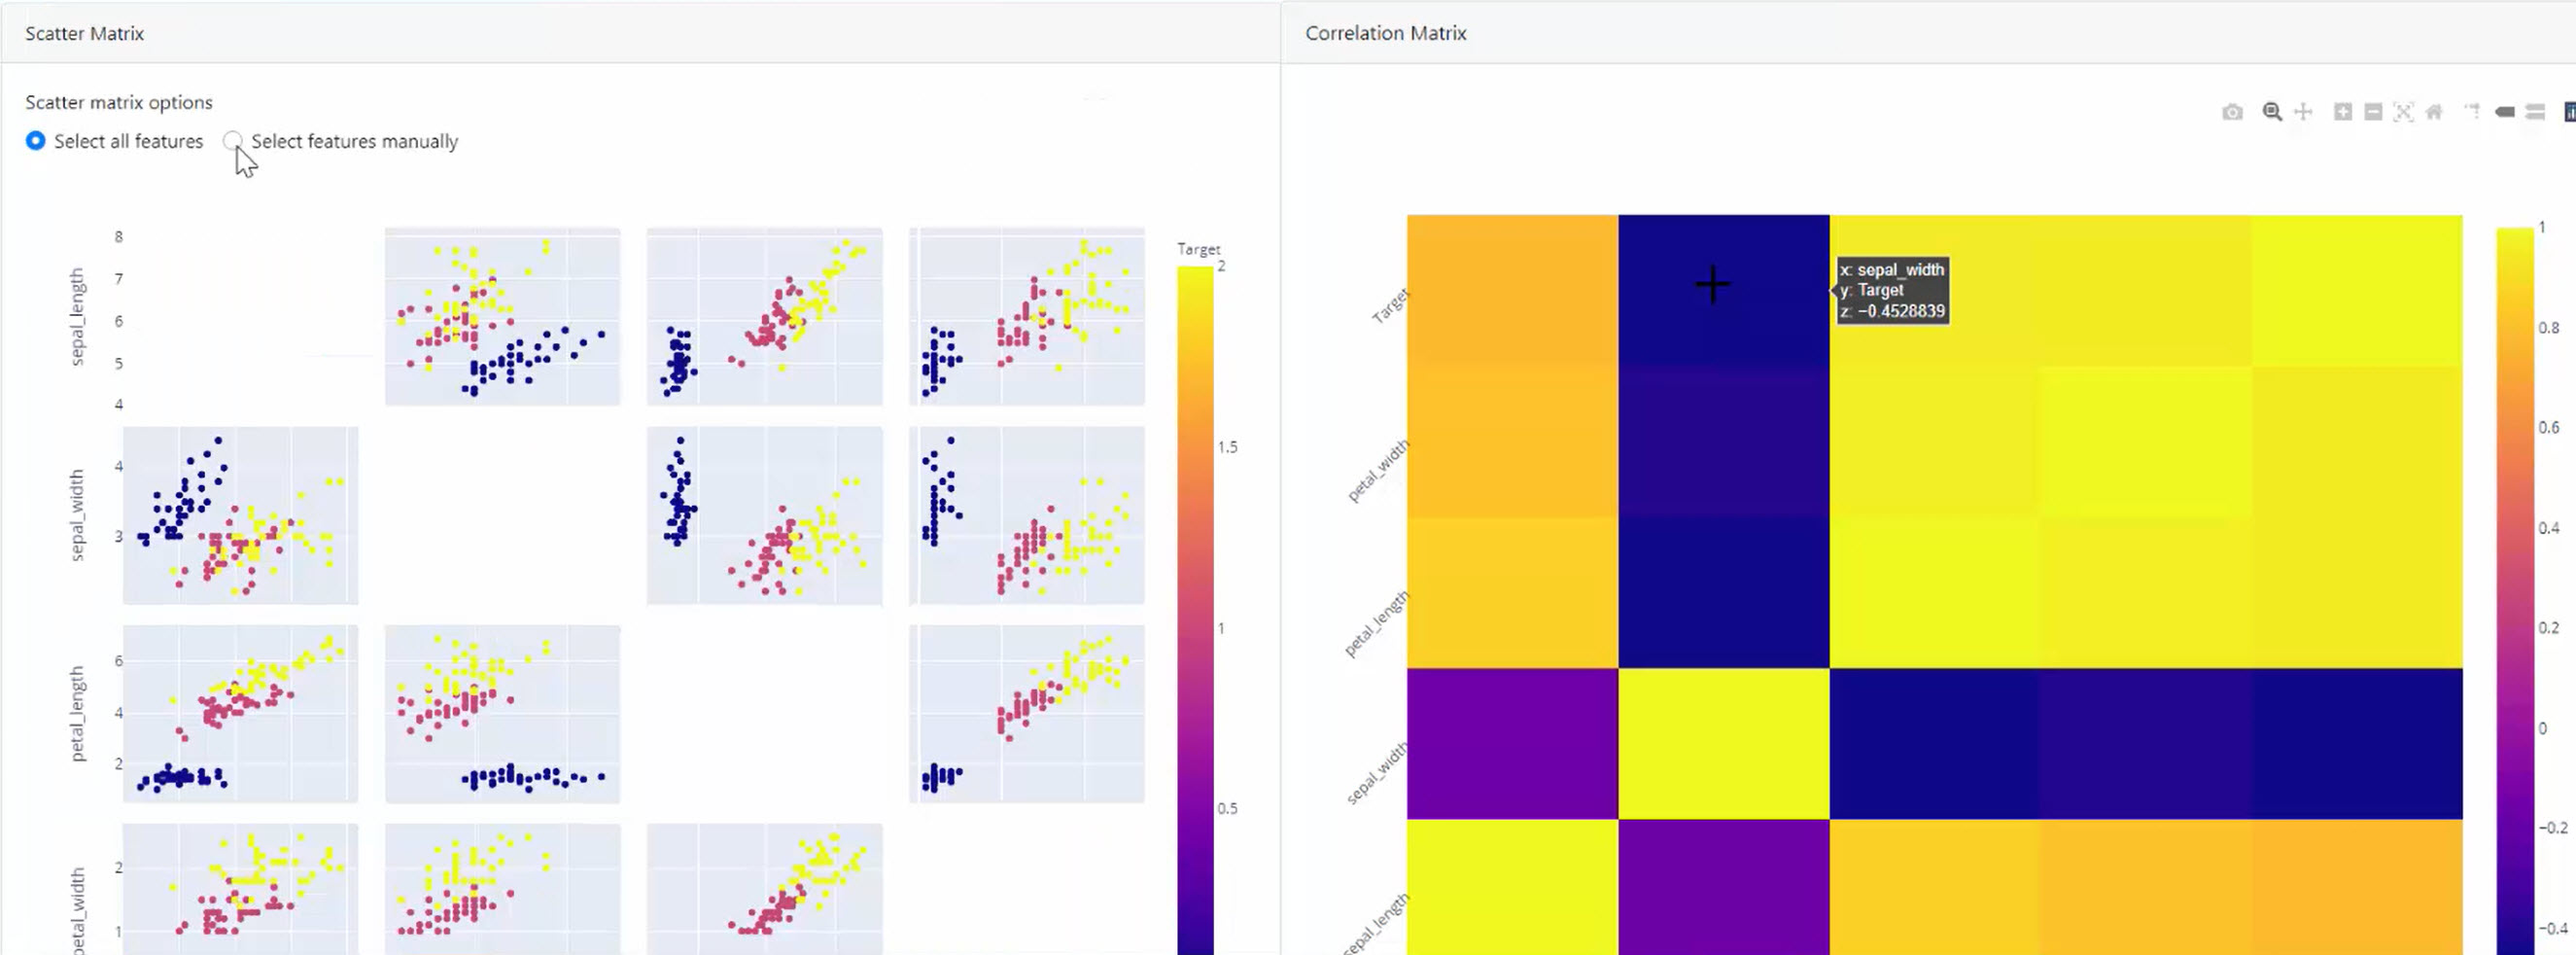 Scatter Matrix
Correlation Matrix
Scatter matrix options
Select all features
Select features manually
8
7
6
5
4
sepal_length
4
3
sepal_width
6
4
2
petal_length
2
1
petal_width
Target
2
1.5
1
0.5
x: sepal_width
y: Target
z: −0.4528839
Target
petal_width
petal_length
sepal_width
sepal_length
1
0.8
0.6
0.4
0.2
0
−0.2
−0.4